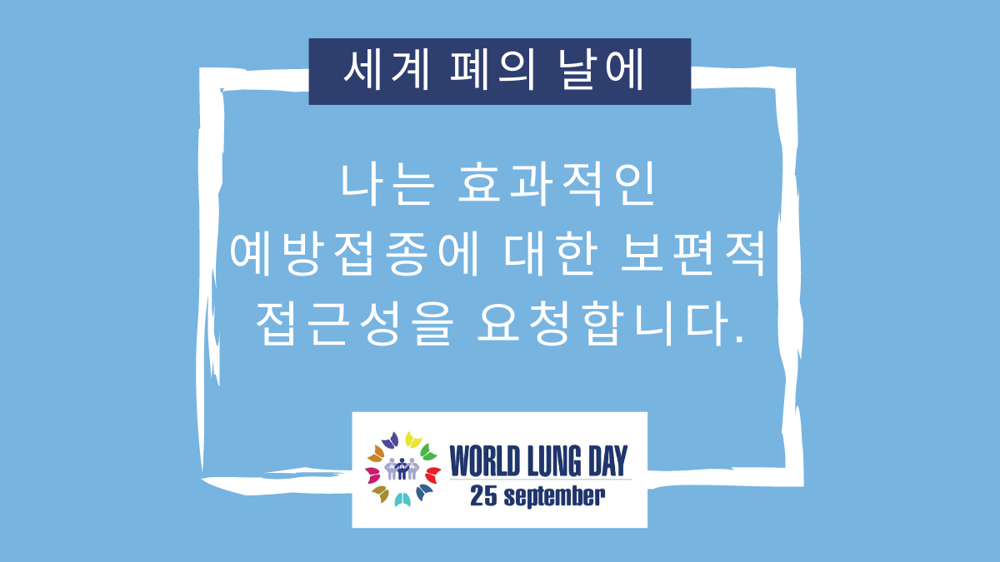 세계 폐의 날에
나는 효과적인
예방접종에 대한 보편적
접근성을 요청합니다.
WORLD LUNG DAY
25 september